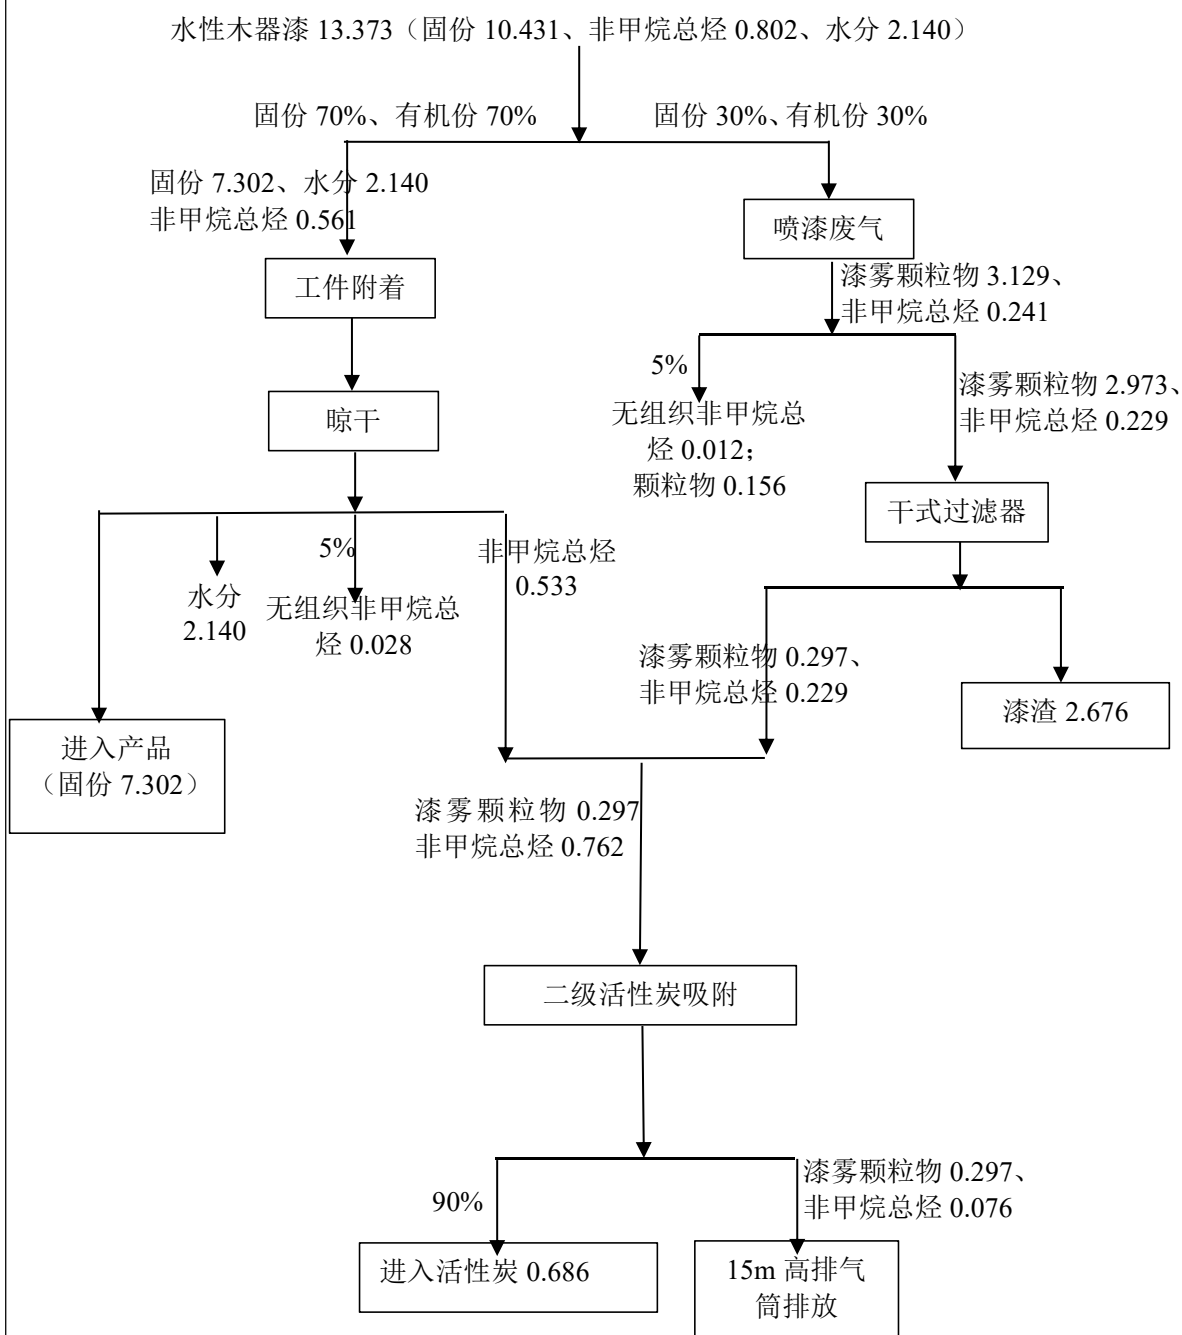 水性木器漆 13.373（固份 10.431、非甲烷总烃 0.802、水分 2.140）
固份 70%、有机份 70%
固份 30%、有机份 30%
固份 7.302、水分 2.140
非甲烷总烃 0.561
喷漆废气
工件附着
漆雾颗粒物 3.129、
非甲烷总烃 0.241
5%
漆雾颗粒物 2.973、
非甲烷总烃 0.229
无组织非甲烷总
烃 0.012；
颗粒物 0.156
晾干
干式过滤器
5%
非甲烷总烃
0.533
水分
2.140
无组织非甲烷总
烃 0.028
漆雾颗粒物 0.297、
非甲烷总烃 0.229
漆渣 2.676
进入产品
（固份 7.302）
漆雾颗粒物 0.297
非甲烷总烃 0.762
二级活性炭吸附
90%
漆雾颗粒物 0.297、
非甲烷总烃 0.076
进入活性炭 0.686
15m 高排气
筒排放